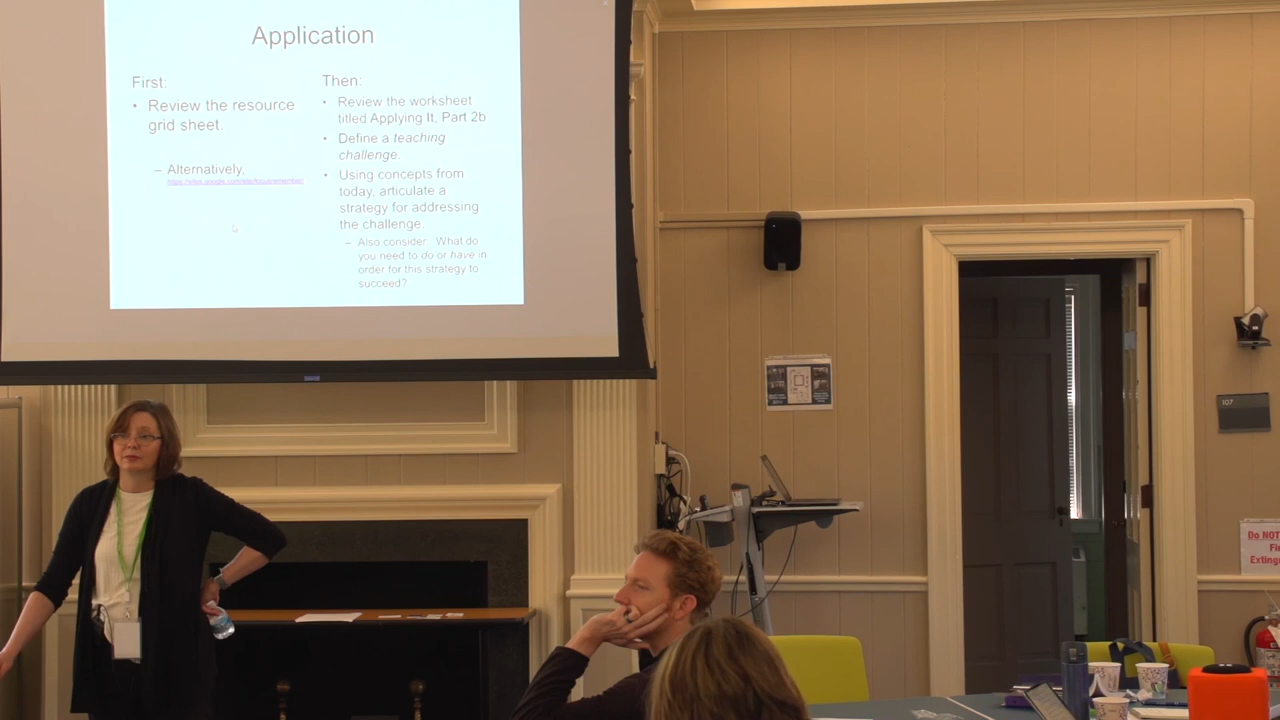 Application
First:
• Review the resource
grid sheet.
– Alternatively,
Then:
• Review the worksheet
titled Applying It, Part 2b
• Define a teaching
challenge.
• Using concepts from
today, articulate a
strategy for addressing
the challenge.
– Also consider: What do
you need to do or have in
order for this strategy to
succeed?
107
Do NOT
Fi
Exting